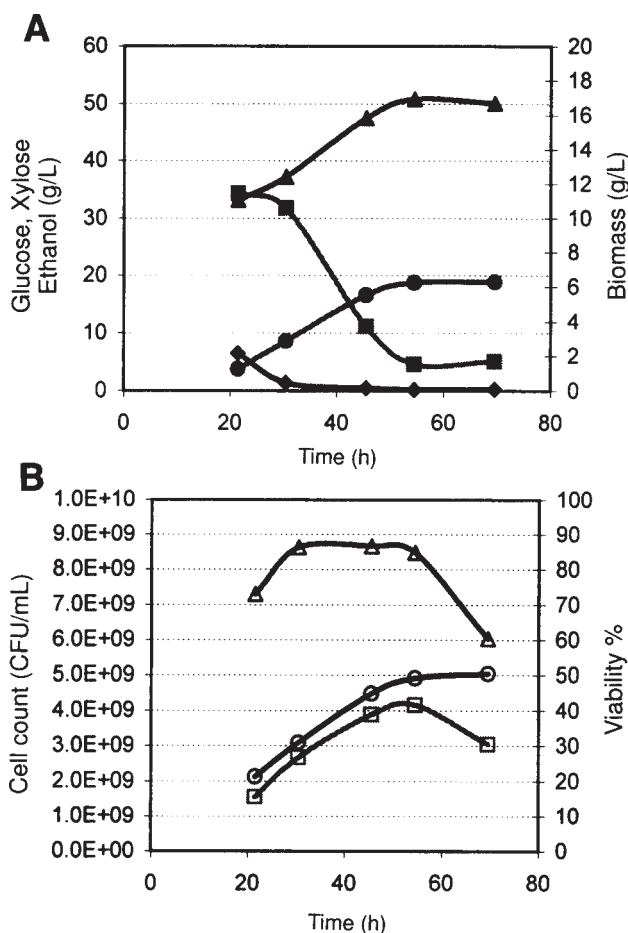 A
60
50
40
30
20
10
0
Glucose, Xylose
Ethanol (g/L)
20
18
16
14
12
10
8
6
4
2
0
Biomass (g/L)
0 20 40 60 80
Time (h)
B
1.0E+10
9.0E+09
8.0E+09
7.0E+09
6.0E+09
5.0E+09
4.0E+09
3.0E+09
2.0E+09
1.0E+09
0.0E+00
Cell count (CFU/mL)
100
90
80
70
60
50
40
30
20
10
0
Viability %
0 20 40 60 80
Time (h)